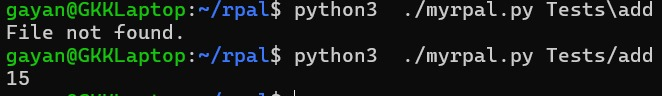 gayan@GKKLaptop:~/rpal$ python3  ./myrpal.py Tests\add
File not found.
gayan@GKKLaptop:~/rpal$ python3  ./myrpal.py Tests/add
15